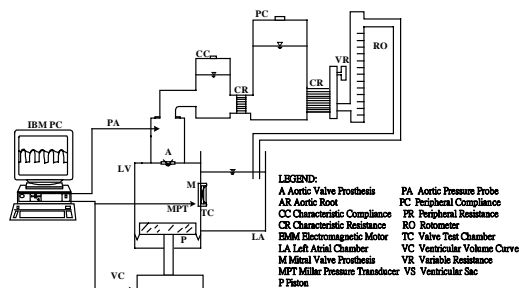 PC
CC
RO
VR
CR
CR
IBM PC
PA
A
LV
M
MPT
TC
P
LA
VC
LEGEND:
A Aortic Valve Prosthesis
AR Aortic Root
CC Characteristic Compliance
CR Characteristic Resistance
EMM Electromagnetic Motor
LA Left Atrial Chamber
M Mitral Valve Prosthesis
MPT Millar Pressure Transducer
P Piston
PA Aortic Pressure Probe
PC Peripheral Compliance
PR Peripheral Resistance
RO Rotometer
TC Valve Test Chamber
VC Ventricular Volume Curve
VR Variable Resistance
VS Ventricular Sac